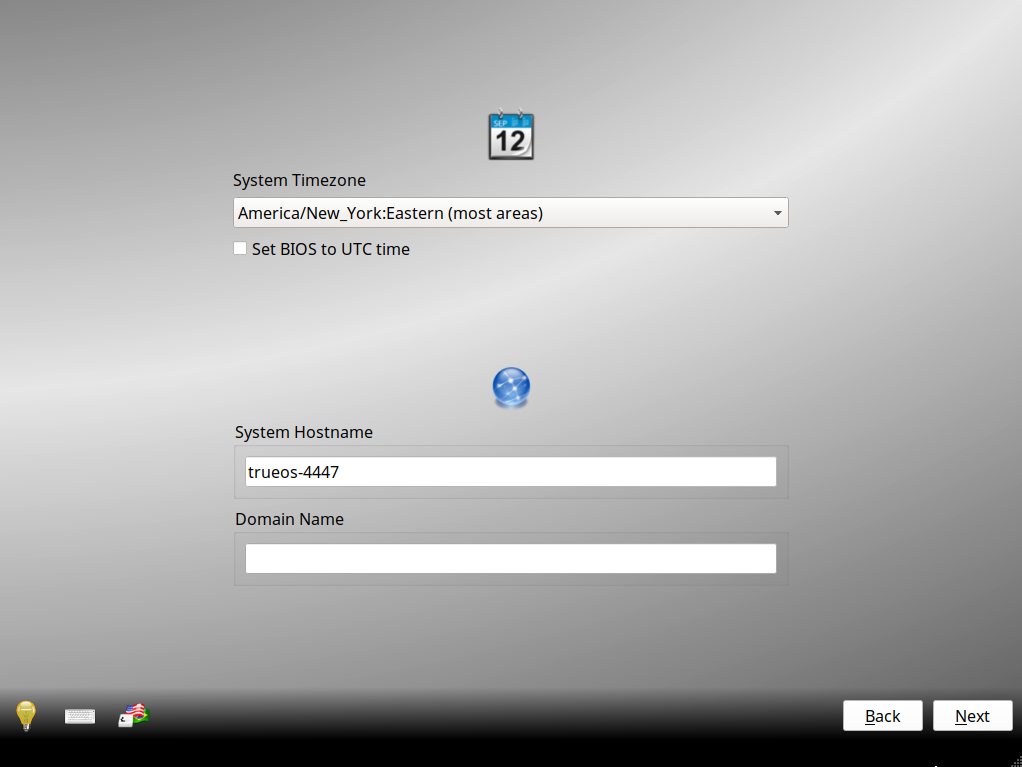 SEP
12
System Timezone
America/New_York:Eastern (most areas)
Set BIOS to UTC time
System Hostname
trueos-4447
Domain Name
Back
Next